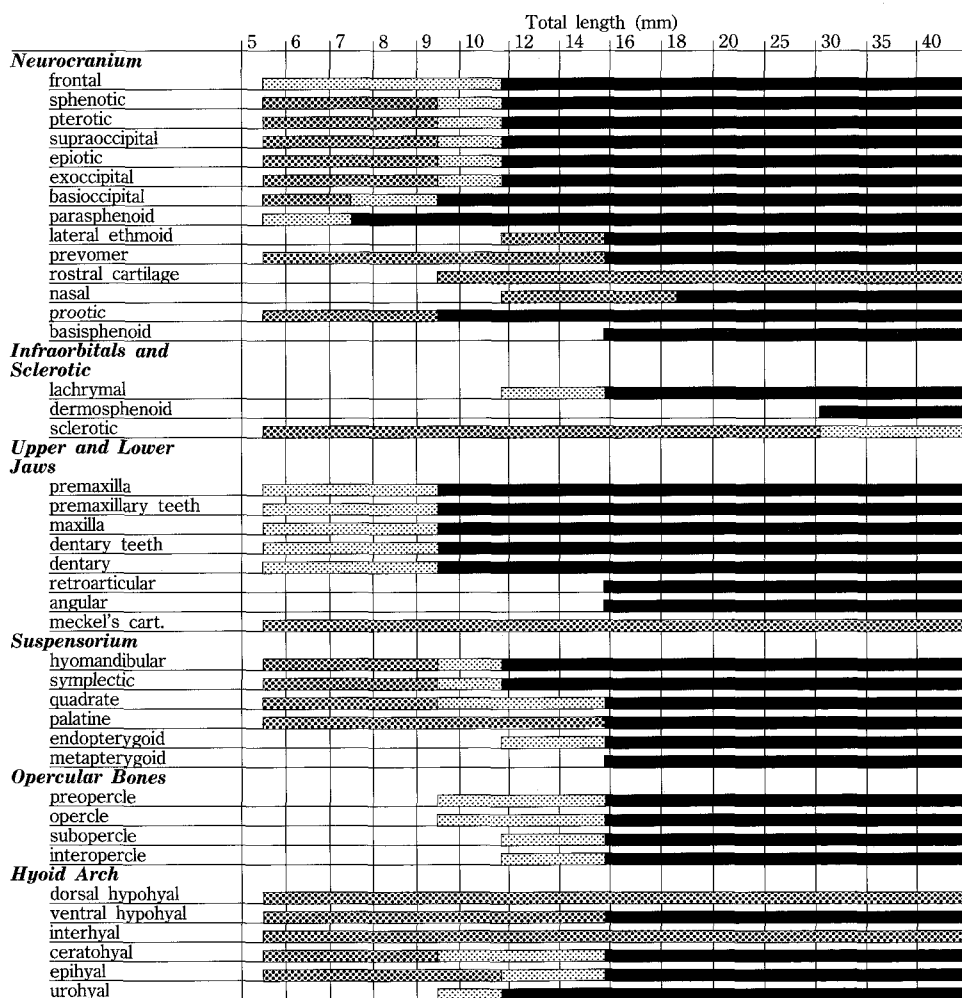 Total length (mm)
5 6 7 8 9 10 12 14 16 18 20 25 30 35 40
Neurocranium
frontal
sphenotic
pterotic
supraoccipital
epiotic
exoccipital
basioccipital
parasphenoid
lateral ethmoid
prevomer
rostral cartilage
nasal
prootic
basisphenoid
Infraorbitals and
Sclerotic
lachrymal
dermosphenoid
sclerotic
Upper and Lower
Jaws
premaxilla
premaxillary teeth
maxilla
dentary teeth
dentary
retroarticular
angular
meckel's cart.
Suspensorium
hyomandibular
symplectic
quadrate
palatine
endopterygoid
metapterygoid
Opercular Bones
preopercle
opercle
subopercle
interopercle
Hyoid Arch
dorsal hypohyal
ventral hypohyal
interhyal
ceratohyal
epihyal
urohyal